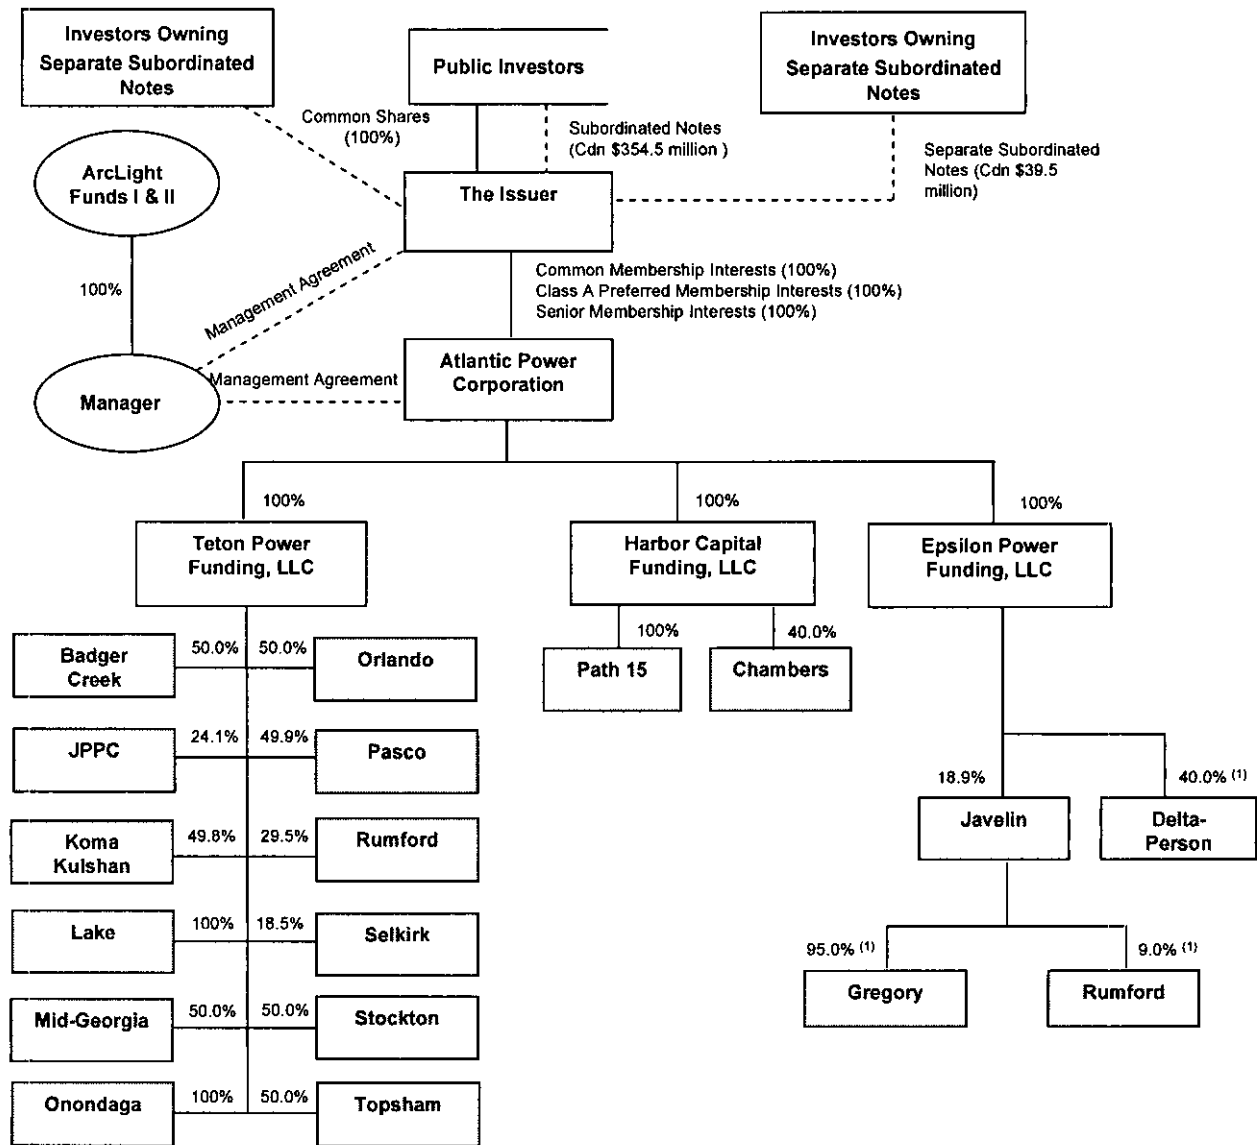 Investors Owning
Separate Subordinated
Notes
Public Investors
Investors Owning
Separate Subordinated
Notes
Common Shares
(100%)
Subordinated Notes
(Cdn $354.5 million )
Separate Subordinated
Notes (Cdn $39.5
million)
ArcLight
Funds I & II
The Issuer
100%
Management Agreement
Common Membership Interests (100%)
Class A Preferred Membership Interests (100%)
Senior Membership Interests (100%)
Manager
Management Agreement
Atlantic Power
Corporation
100%
100%
100%
Teton Power
Funding, LLC
Harbor Capital
Funding, LLC
Epsilon Power
Funding, LLC
Badger
Creek
50.0%
50.0%
Orlando
100%
40.0%
Path 15
Chambers
JPPC
24.1%
49.9%
Pasco
18.9%
40.0% (1)
Javelin
Delta-
Person
Koma
Kulshan
49.8%
29.5%
Rumford
Lake
100%
18.5%
Selkirk
95.0% (1)
9.0% (1)
Gregory
Rumford
Mid-Georgia
50.0%
50.0%
Stockton
Onondaga
100%
50.0%
Topsham